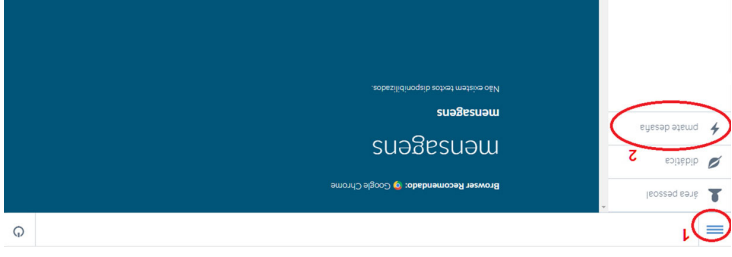 1
área pessoal
didática
2
pmate desafia
Browser Recomendado: Google Chrome
mensagens
mensagens
Não existem textos disponibilizados.